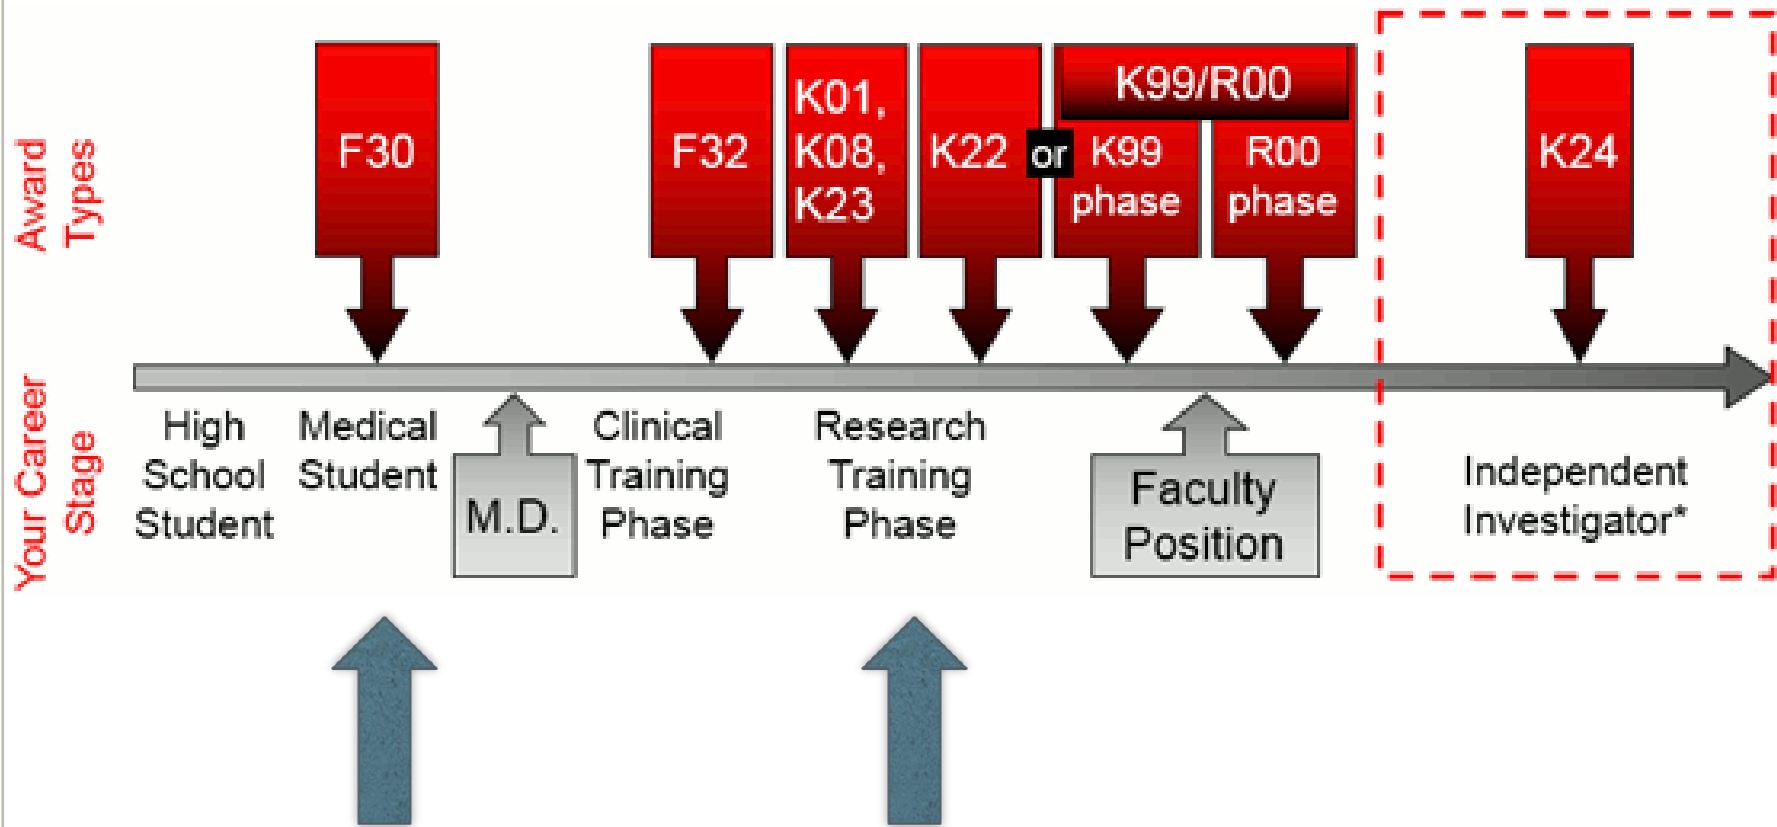 Award
Types
F30
F32
K01,
K08,
K23
K22
or
K99/R00
K99
phase
R00
phase
K24
Your Career
Stage
High
School
Student
Medical
Student
M.D.
Clinical
Training
Phase
Research
Training
Phase
Faculty
Position
Independent
Investigator*